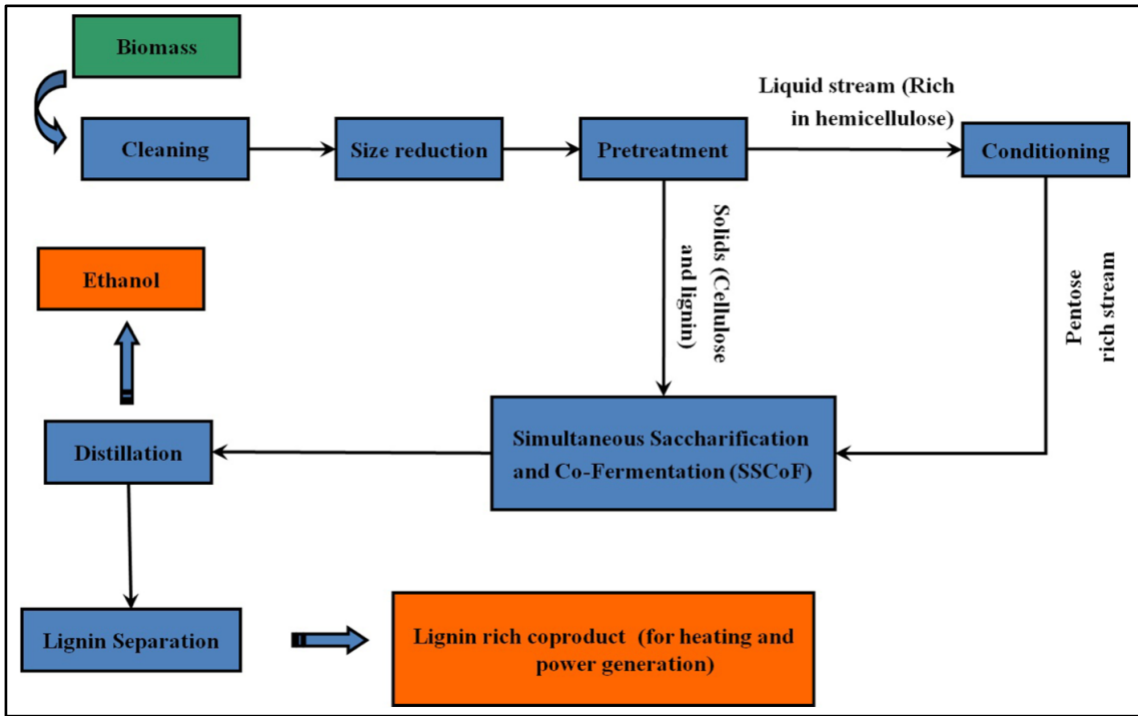 Biomass
Liquid stream (Rich
in hemicellulose)
Cleaning
Size reduction
Pretreatment
Conditioning
Solids (Cellulose
and lignin)
Pentose
rich stream
Ethanol
Simultaneous Saccharification
and Co-Fermentation (SSCoF)
Distillation
Lignin Separation
Lignin rich coproduct (for heating and
power generation)